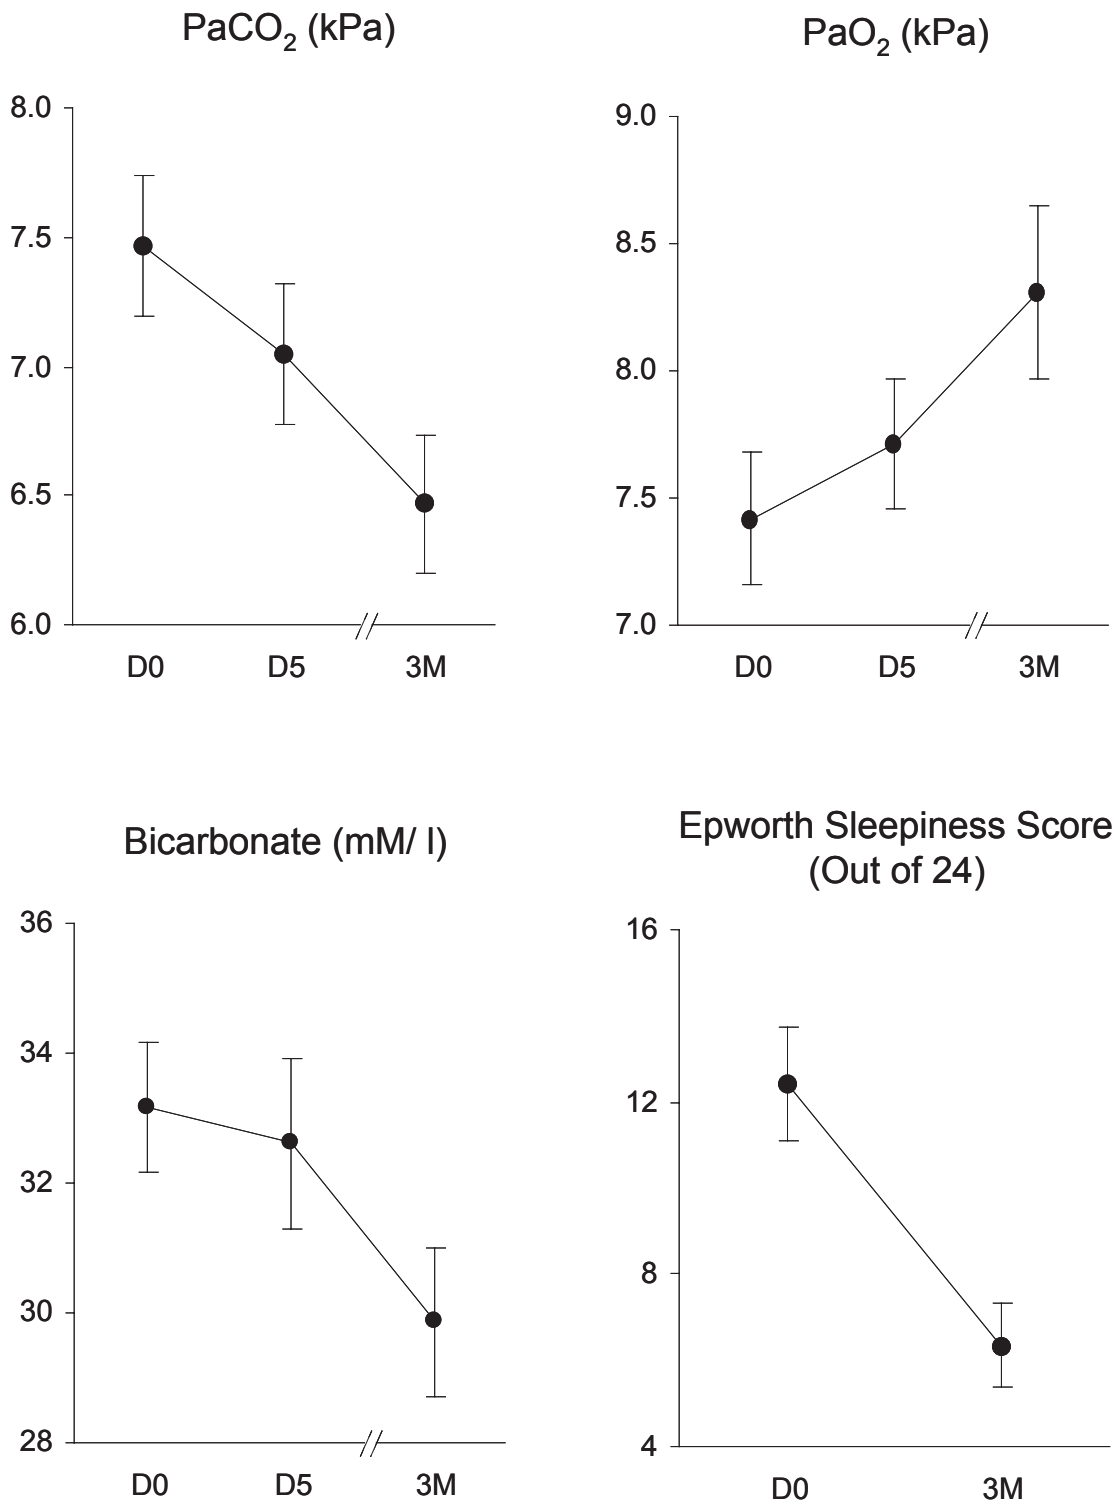 PaCO₂ (kPa)
8.0
7.5
7.0
6.5
6.0
D0 D5 3M
PaO₂ (kPa)
9.0
8.5
8.0
7.5
7.0
D0 D5 3M
Bicarbonate (mM/ l)
36
34
32
30
28
D0 D5 3M
Epworth Sleepiness Score
(Out of 24)
16
12
8
4
D0 3M